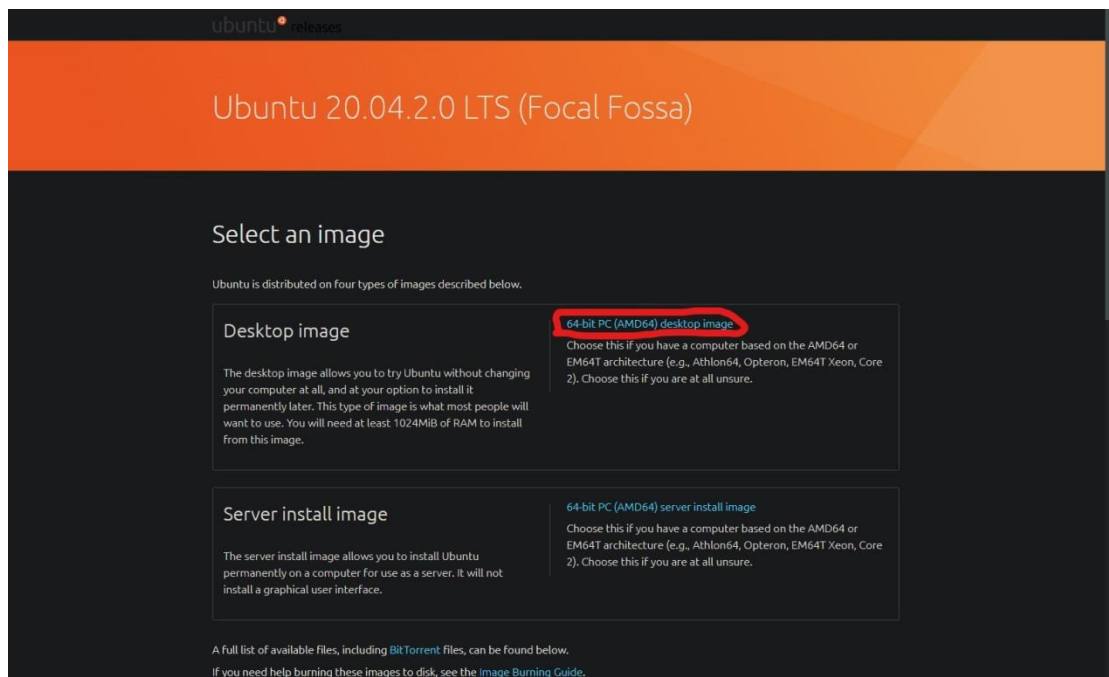 ubuntu releases
Ubuntu 20.04.2.0 LTS (Focal Fossa)
Select an image
Ubuntu is distributed on four types of images described below.
Desktop image
The desktop image allows you to try Ubuntu without changing
your computer at all, and at your option to install it
permanently later. This type of image is what most people will
want to use. You will need at least 1024MiB of RAM to install
from this image.
64-bit PC (AMD64) desktop image
Choose this if you have a computer based on the AMD64 or
EM64T architecture (e.g., Athlon64, Opteron, EM64T Xeon, Core
2). Choose this if you are at all unsure.
Server install image
The server install image allows you to install Ubuntu
permanently on a computer for use as a server. It will not
install a graphical user interface.
64-bit PC (AMD64) server install image
Choose this if you have a computer based on the AMD64 or
EM64T architecture (e.g., Athlon64, Opteron, EM64T Xeon, Core
2). Choose this if you are at all unsure.
A full list of available files, including BitTorrent files, can be found below.
If you need help burning these images to disk, see the Image Burning Guide.